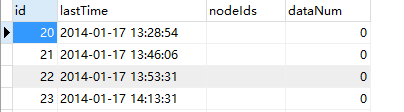 id lastTime nodeIds dataNum
20 2014-01-17 13:28:54 0
21 2014-01-17 13:46:06 0
22 2014-01-17 13:53:31 0
23 2014-01-17 14:13:31 0